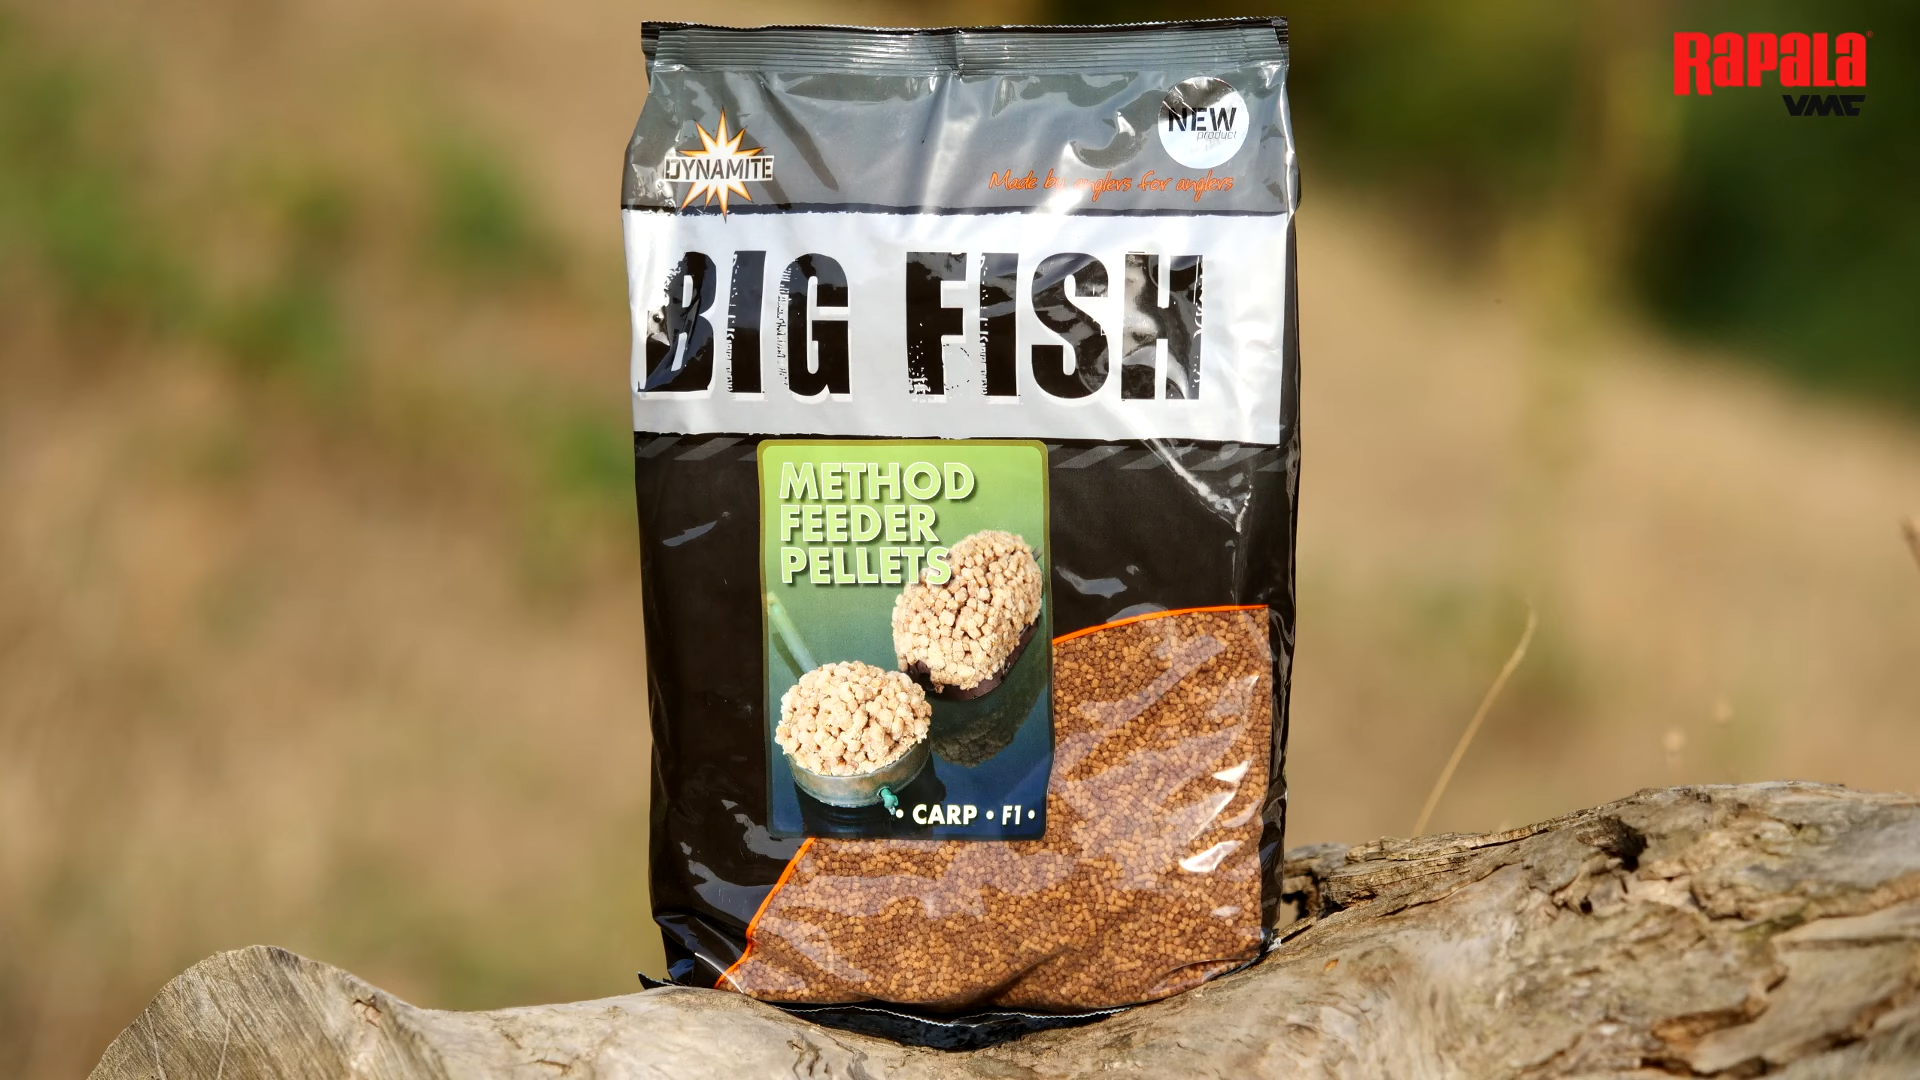 RAPALA
VMC
NEW
product
DYNAMITE
Made by anglers for anglers
BIG FISH
METHOD
FEEDER
PELLETS
• CARP • F1 •